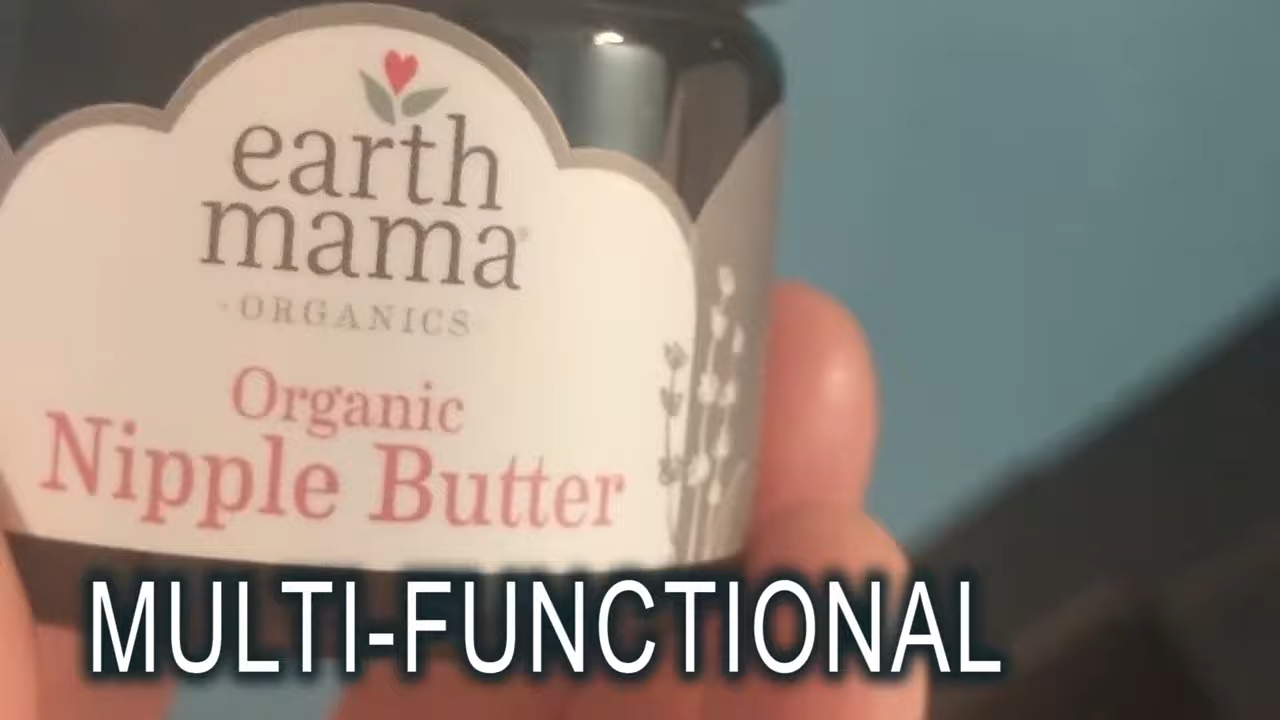 earth
mama
ORGANICS
Organic
Nipple Butter
MULTI-FUNCTIONAL